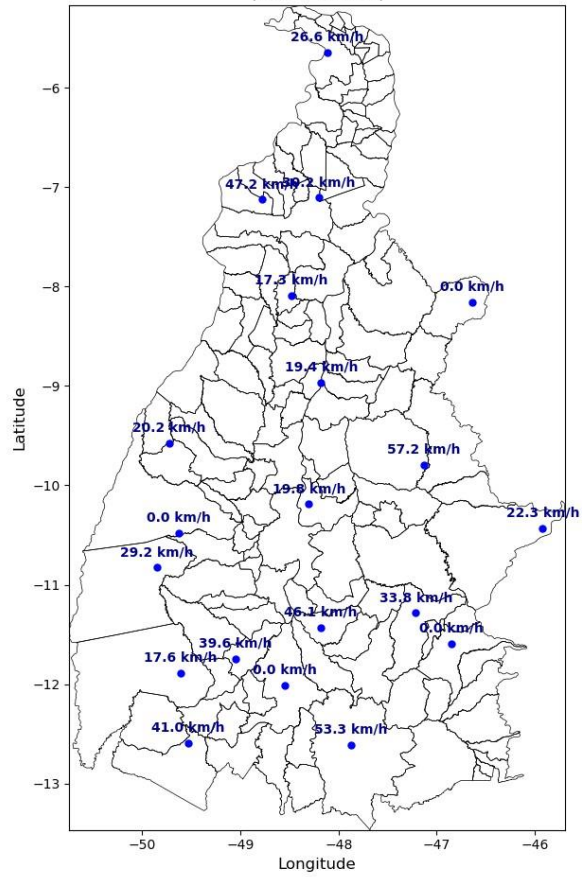 26.6 km/h
−6
47.2 km/h
30.2 km/h
−7
17.3 km/h
0.0 km/h
−8
19.4 km/h
−9
20.2 km/h
57.2 km/h
−10
19.8 km/h
22.3 km/h
0.0 km/h
29.2 km/h
−11
33.8 km/h
46.1 km/h
0.0 km/h
39.6 km/h
17.6 km/h
0.0 km/h
−12
41.0 km/h
53.3 km/h
−13
−50 −49 −48 −47 −46
Longitude
Latitude